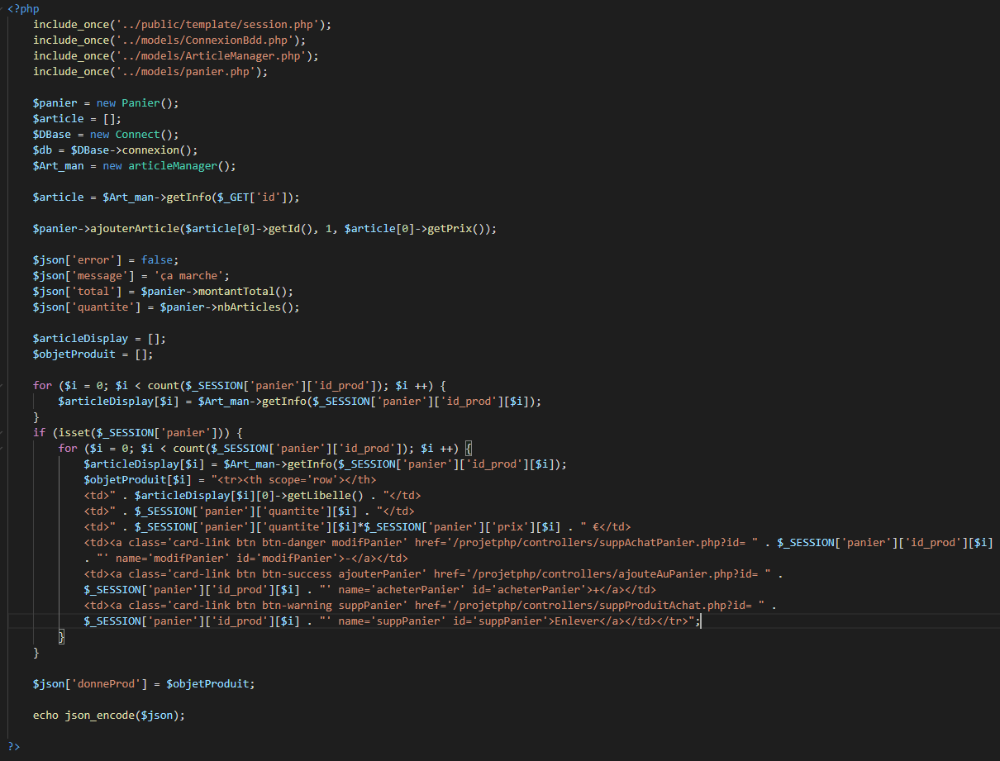 <?php
include_once('../public/template/session.php');
include_once('../models/ConnexionBdd.php');
include_once('../models/ArticleManager.php');
include_once('../models/panier.php');
$panier = new Panier();
$article = [];
$DBase = new Connect();
$db = $DBase->connexion();
$Art_man = new articleManager();
$article = $Art_man->getInfo($_GET['id']);
$panier->ajouterArticle($article[0]->getId(), 1, $article[0]->getPrix());
$json['error'] = false;
$json['message'] = 'ça marche';
$json['total'] = $panier->montantTotal();
$json['quantite'] = $panier->nbArticles();
$articleDisplay = [];
$objetProduit = [];
for ($i = 0; $i < count($_SESSION['panier']['id_prod']); $i ++) {
$articleDisplay[$i] = $Art_man->getInfo($_SESSION['panier']['id_prod'][$i]);
}
if (isset($_SESSION['panier'])) {
for ($i = 0; $i < count($_SESSION['panier']['id_prod']); $i ++) {
$articleDisplay[$i] = $Art_man->getInfo($_SESSION['panier']['id_prod'][$i]);
$objetProduit[$i] = "<tr><th scope='row'></th>
<td>" . $articleDisplay[$i][0]->getLibelle() . "</td>
<td>" . $_SESSION['panier']['quantite'][$i] . "</td>
<td>" . $_SESSION['panier']['quantite'][$i]*$_SESSION['panier']['prix'][$i] . " €</td>
<td><a class='card-link btn btn-danger modifPanier' href='/projetphp/controllers/suppAchatPanier.php?id= " . $_SESSION['panier']['id_prod'][$i]
. "' name='modifPanier' id='modifPanier'>-</a></td>
<td><a class='card-link btn btn-success ajouterPanier' href='/projetphp/controllers/ajouteAuPanier.php?id= " .
$_SESSION['panier']['id_prod'][$i] . "' name='acheterPanier' id='acheterPanier'>+</a></td>
<td><a class='card-link btn btn-warning suppPanier' href='/projetphp/controllers/suppProduitAchat.php?id= " .
$_SESSION['panier']['id_prod'][$i] . "' name='suppPanier' id='suppPanier'>Enlever</a></td></tr>";
}
}
$json['donneProd'] = $objetProduit;
echo json_encode($json);
?>